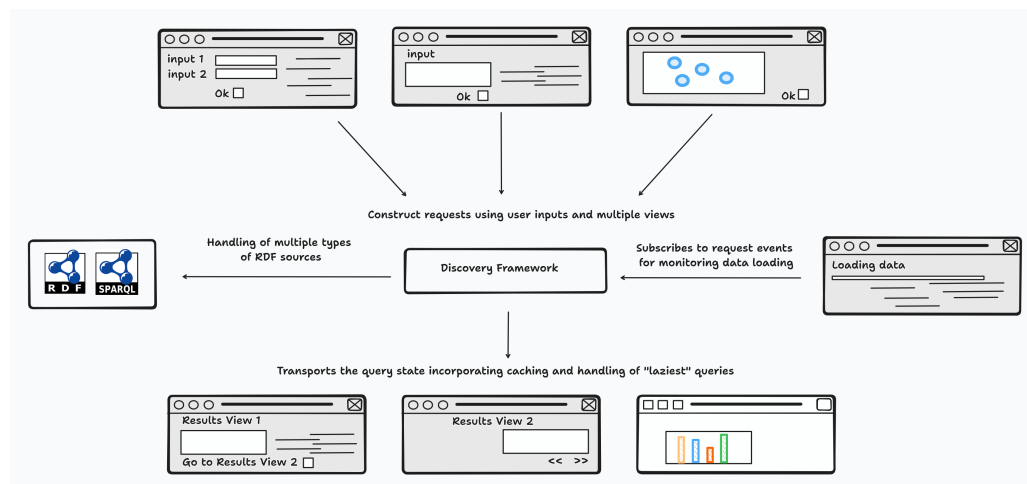 input 1
input 2
Ok
input
Ok
Ok
Construct requests using user inputs and multiple views
Handling of multiple types
of RDF sources
Discovery Framework
Subscribes to request events
for monitoring data loading
Loading data
RDF
SPARQL
Transports the query state incorporating caching and handling of "laziest" queries
Results View 1
Go to Results View 2
Results View 2
<< >>